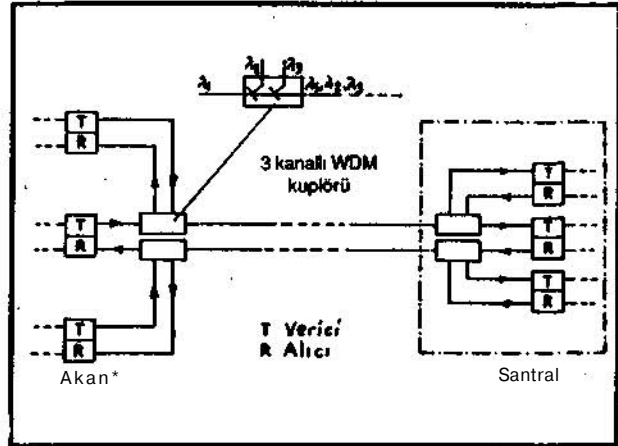 λ₂ λ₃
λ₁ λ₁,λ₂,λ₃
T
R
3 kanallı WDM
kuplörü
T
R
T
R
T
R
T
R
T
R
T Verici
R Alıcı
Akan*
Santral